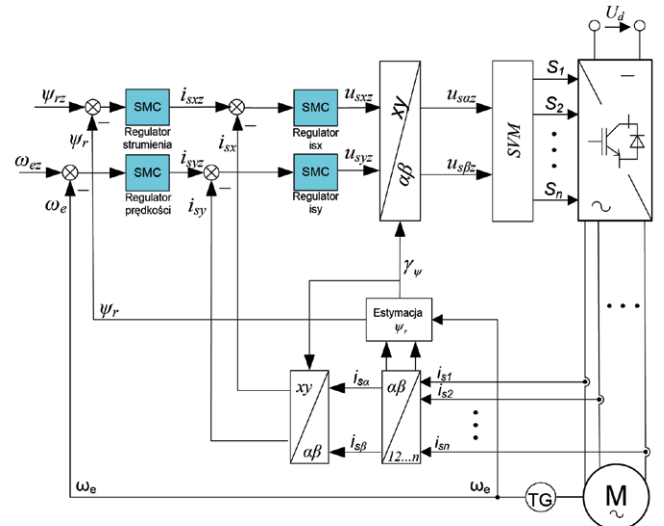 U_d
ψ_rz
SMC
i_sxz
SMC
u_sxz
xy
u_sαz
S_1
S_2
Regulator
strumienia
Regulator
isx
ψ_r
i_sx
ω_ez
SMC
i_syz
SMC
u_syz
αβ
u_sβz
SVM
S_n
ω_e
Regulator
prędkości
i_sy
Regulator
isy
γ_ψ
ψ_r
Estymacja
ψ_r
xy
i_sα
αβ
i_s1
i_s2
αβ
i_sβ
12...n
i_sn
ω_e
ω_e
TG
M